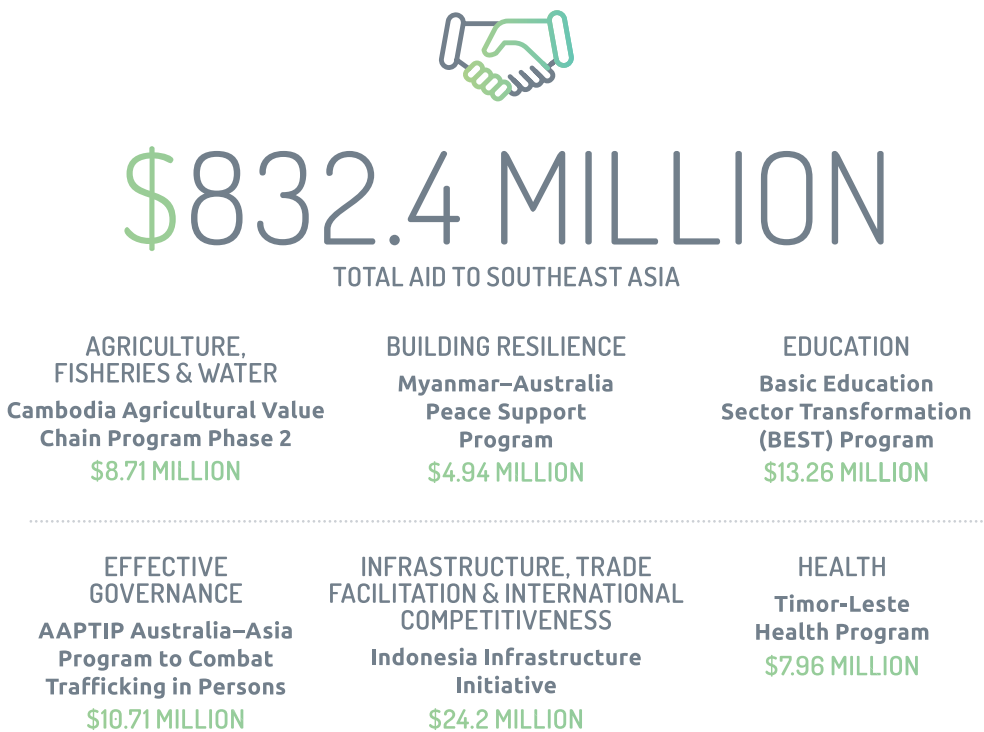 $832.4 MILLION
TOTAL AID TO SOUTHEAST ASIA
AGRICULTURE,
FISHERIES & WATER
Cambodia Agricultural Value
Chain Program Phase 2
$8.71 MILLION
BUILDING RESILIENCE
Myanmar–Australia
Peace Support
Program
$4.94 MILLION
EDUCATION
Basic Education
Sector Transformation
(BEST) Program
$13.26 MILLION
EFFECTIVE
GOVERNANCE
AAPTIP Australia–Asia
Program to Combat
Trafficking in Persons
$10.71 MILLION
INFRASTRUCTURE, TRADE
FACILITATION & INTERNATIONAL
COMPETITIVENESS
Indonesia Infrastructure
Initiative
$24.2 MILLION
HEALTH
Timor-Leste
Health Program
$7.96 MILLION